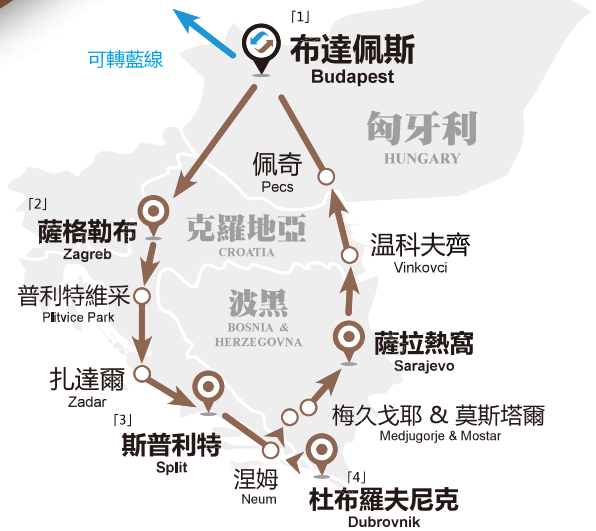 「1」
可轉藍線
布達佩斯
Budapest
匈牙利
HUNGARY
佩奇
Pecs
「2」
薩格勒布
Zagreb
克羅地亞
CROATIA
温科夫齊
Vinkovci
普利特維采
Plitvice Park
波黑
BOSNIA &
HERZEGOVNA
薩拉熱窩
Sarajevo
扎達爾
Zadar
「3」
斯普利特
Split
梅久戈耶 & 莫斯塔爾
Medjugorje & Mostar
涅姆
Neum
「4」
杜布羅夫尼克
Dubrovnik